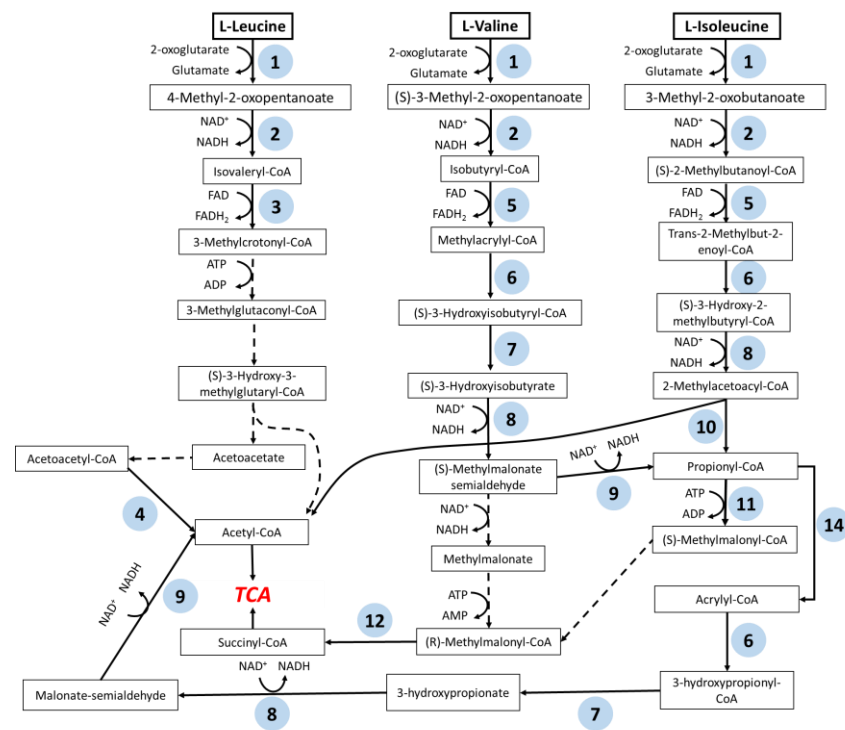 L-Leucine
L-Valine
L-Isoleucine
2-oxoglutarate
Glutamate
1
2-oxoglutarate
Glutamate
1
2-oxoglutarate
Glutamate
1
4-Methyl-2-oxopentanoate
(S)-3-Methyl-2-oxopentanoate
3-Methyl-2-oxobutanoate
NAD⁺
NADH
2
NAD⁺
NADH
2
NAD⁺
NADH
2
Isovaleryl-CoA
Isobutyryl-CoA
(S)-2-Methylbutanoyl-CoA
FAD
FADH₂
3
FAD
FADH₂
5
FAD
FADH₂
5
3-Methylcrotonyl-CoA
Methylacrylyl-CoA
Trans-2-Methylbut-2-
enoyl-CoA
ATP
ADP
6
6
3-Methylglutaconyl-CoA
(S)-3-Hydroxyisobutyryl-CoA
(S)-3-Hydroxy-2-
methylbutyryl-CoA
7
NAD⁺
NADH
8
(S)-3-Hydroxy-3-
methylglutaryl-CoA
(S)-3-Hydroxyisobutyrate
2-Methylacetoacyl-CoA
NAD⁺
NADH
8
10
Acetoacetyl-CoA
Acetoacetate
(S)-Methylmalonate
semialdehyde
NAD⁺
NADH
9
Propionyl-CoA
4
NAD⁺
NADH
ATP
ADP
11
14
Acetyl-CoA
Methylmalonate
(S)-Methylmalonyl-CoA
NAD⁺
NADH
9
TCA
ATP
AMP
Acrylyl-CoA
Succinyl-CoA
12
(R)-Methylmalonyl-CoA
6
NAD⁺
NADH
Malonate-semialdehyde
8
3-hydroxypropionate
7
3-hydroxypropionyl-
CoA